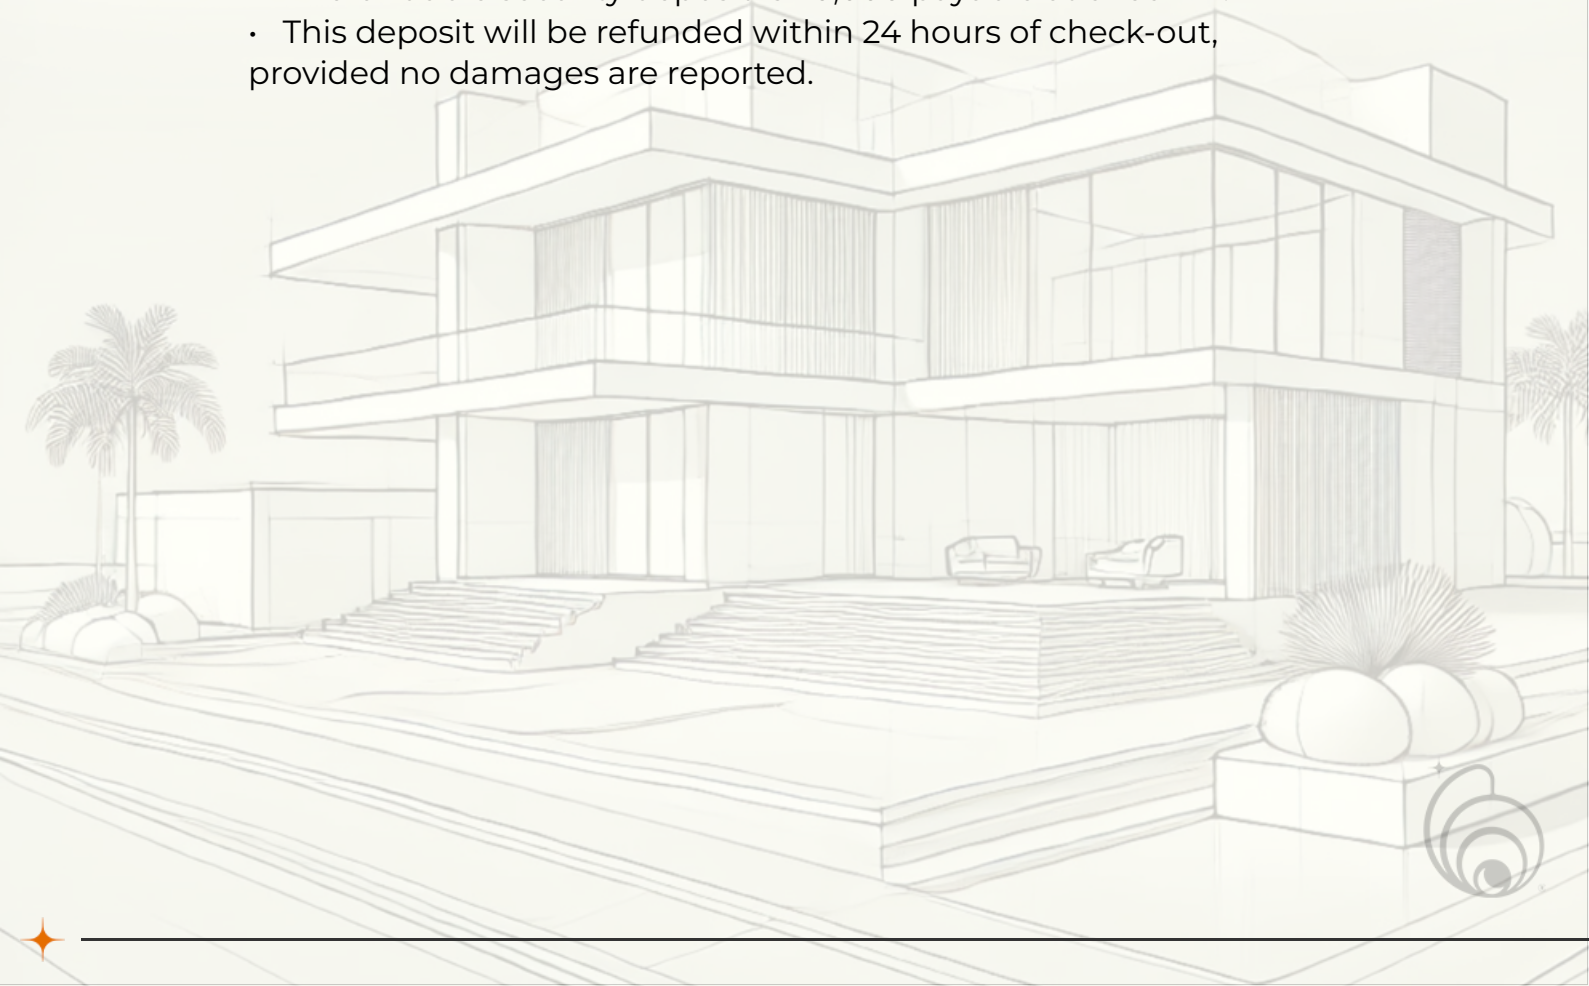 • This deposit will be refunded within 24 hours of check-out,
provided no damages are reported.